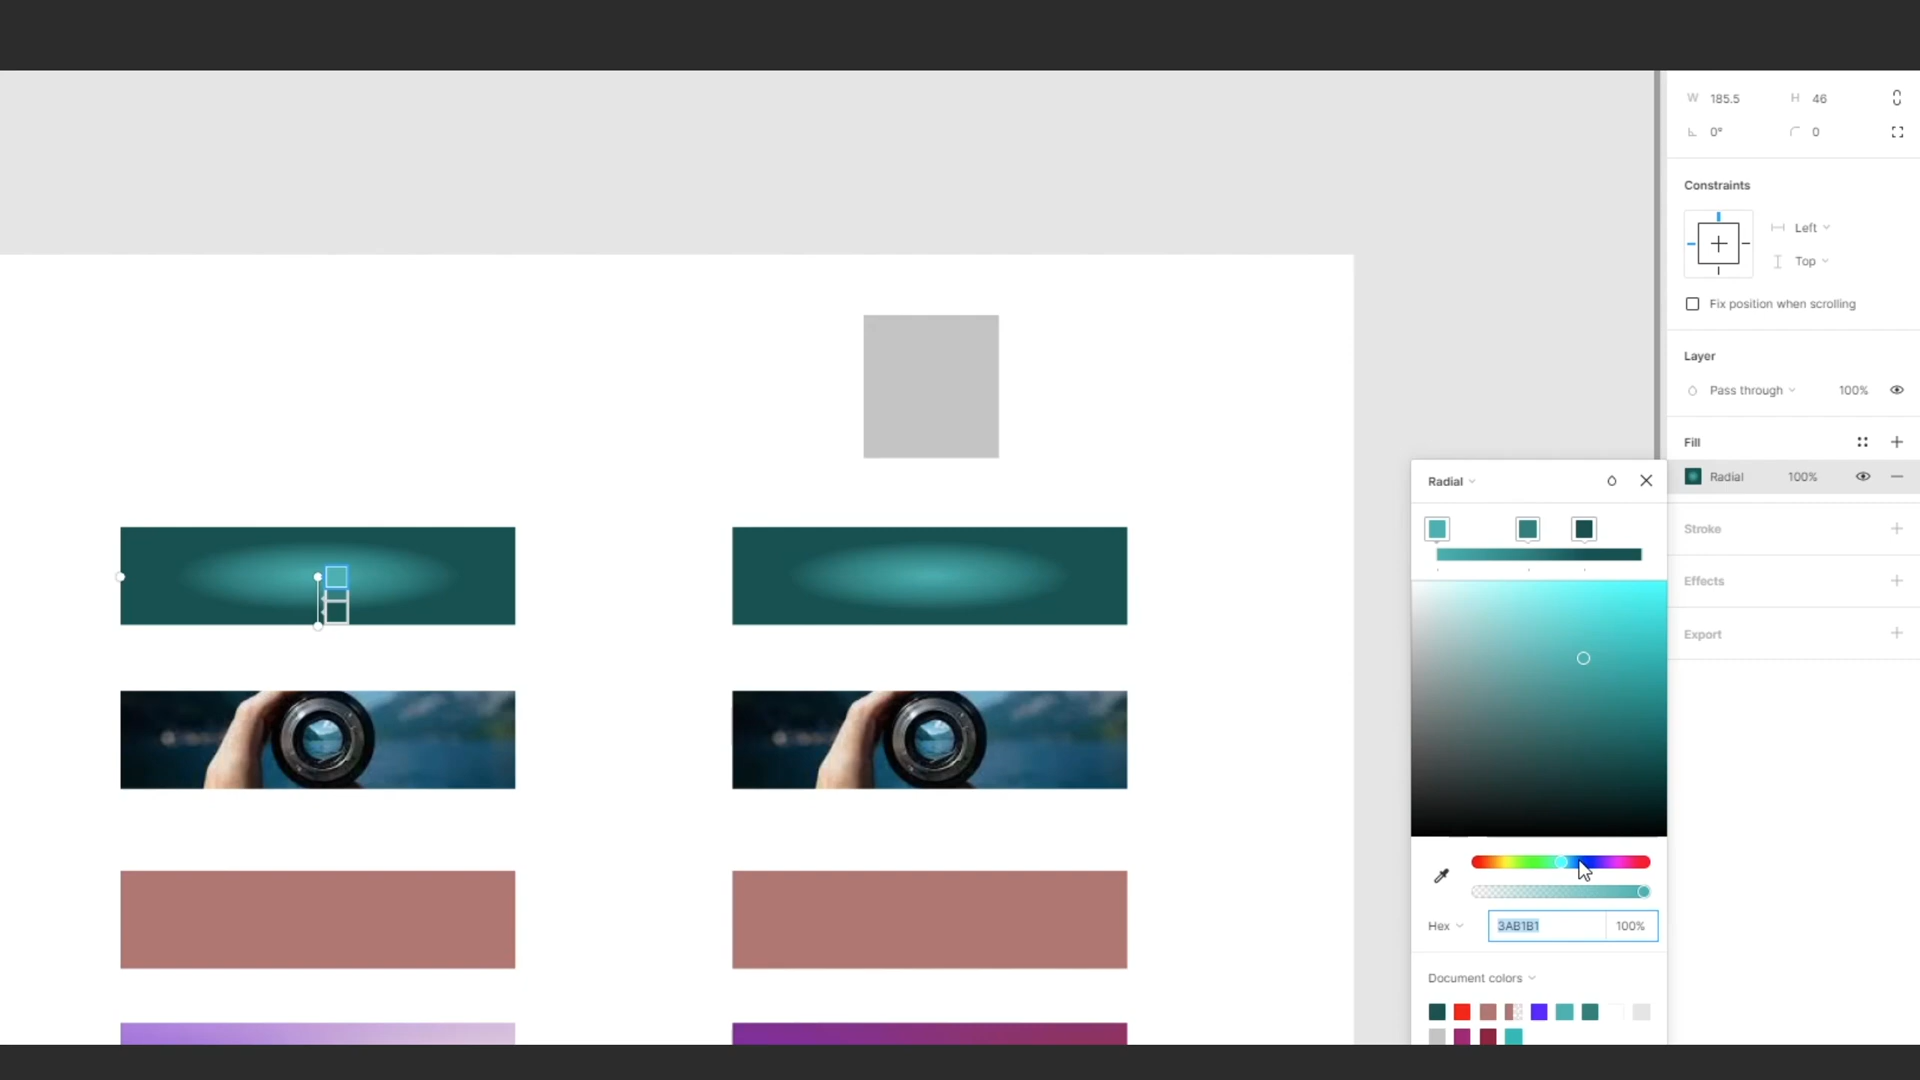 W 185.5 H 46
0° 0
Constraints
Left
Top
Fix position when scrolling
Layer
Pass through 100%
Fill
Radial 100%
Stroke
Effects
Export
Radial
Hex 3AB1B1 100%
Document colors